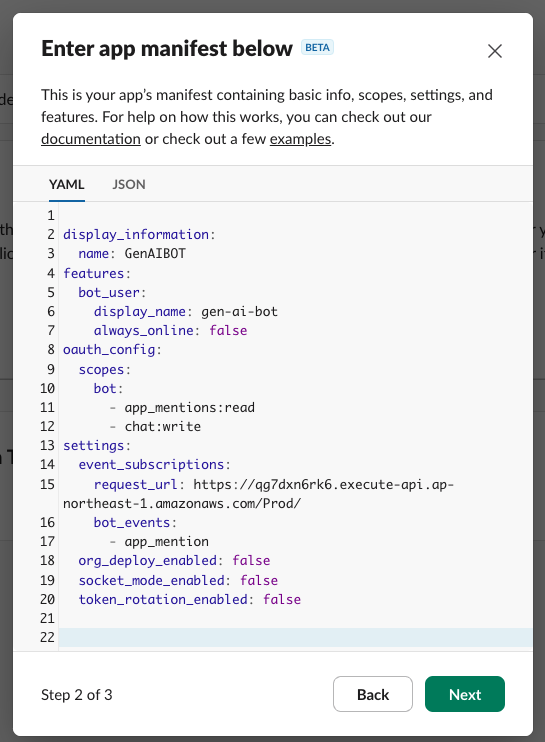 Enter app manifest below BETA
This is your app's manifest containing basic info, scopes, settings, and
features. For help on how this works, you can check out our
documentation or check out a few examples.
YAML JSON
1
2 display_information:
3   name: GenAIBOT
4 features:
5   bot_user:
6     display_name: gen-ai-bot
7     always_online: false
8 oauth_config:
9   scopes:
10     bot:
11       - app_mentions:read
12       - chat:write
13 settings:
14   event_subscriptions:
15     request_url: https://qg7dxn6rk6.execute-api.ap-
northeast-1.amazonaws.com/Prod/
16     bot_events:
17       - app_mention
18   org_deploy_enabled: false
19   socket_mode_enabled: false
20   token_rotation_enabled: false
21
22
Step 2 of 3 Back Next